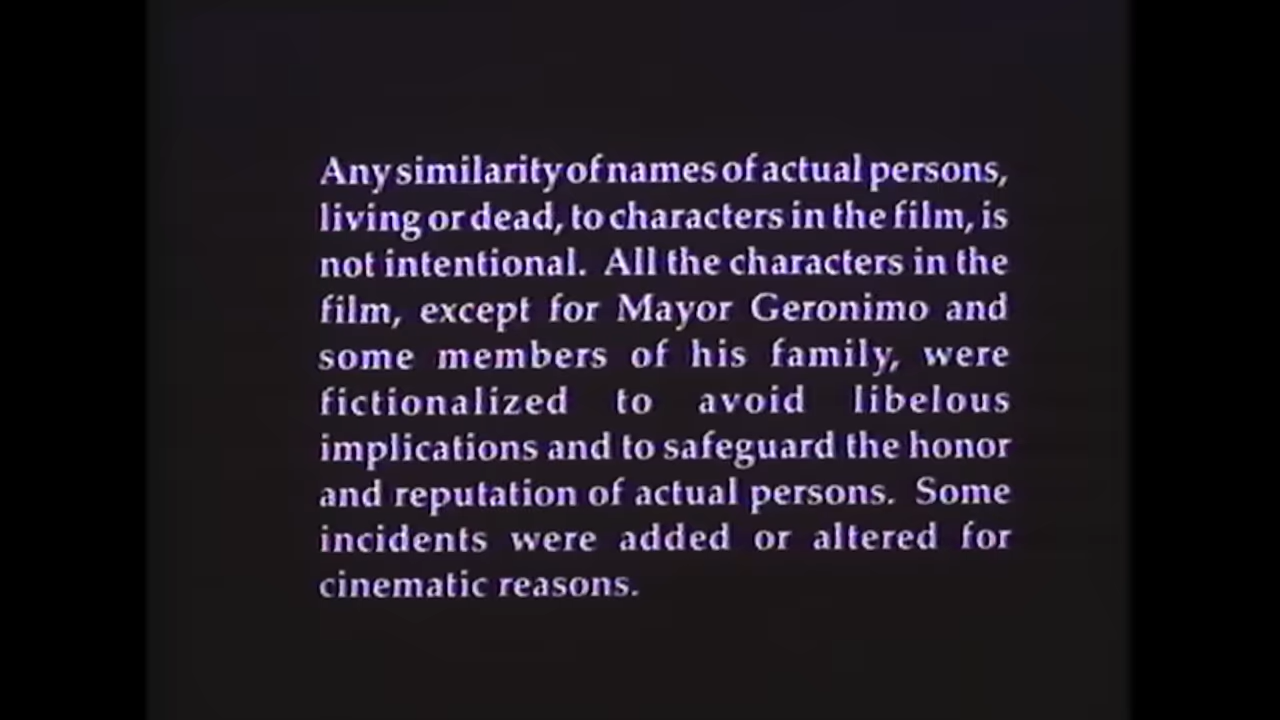 Any similarity of names of actual persons,
living or dead, to characters in the film, is
not intentional. All the characters in the
film, except for Mayor Geronimo and
some members of his family, were
fictionalized to avoid libelous
implications and to safeguard the honor
and reputation of actual persons. Some
incidents were added or altered for
cinematic reasons.